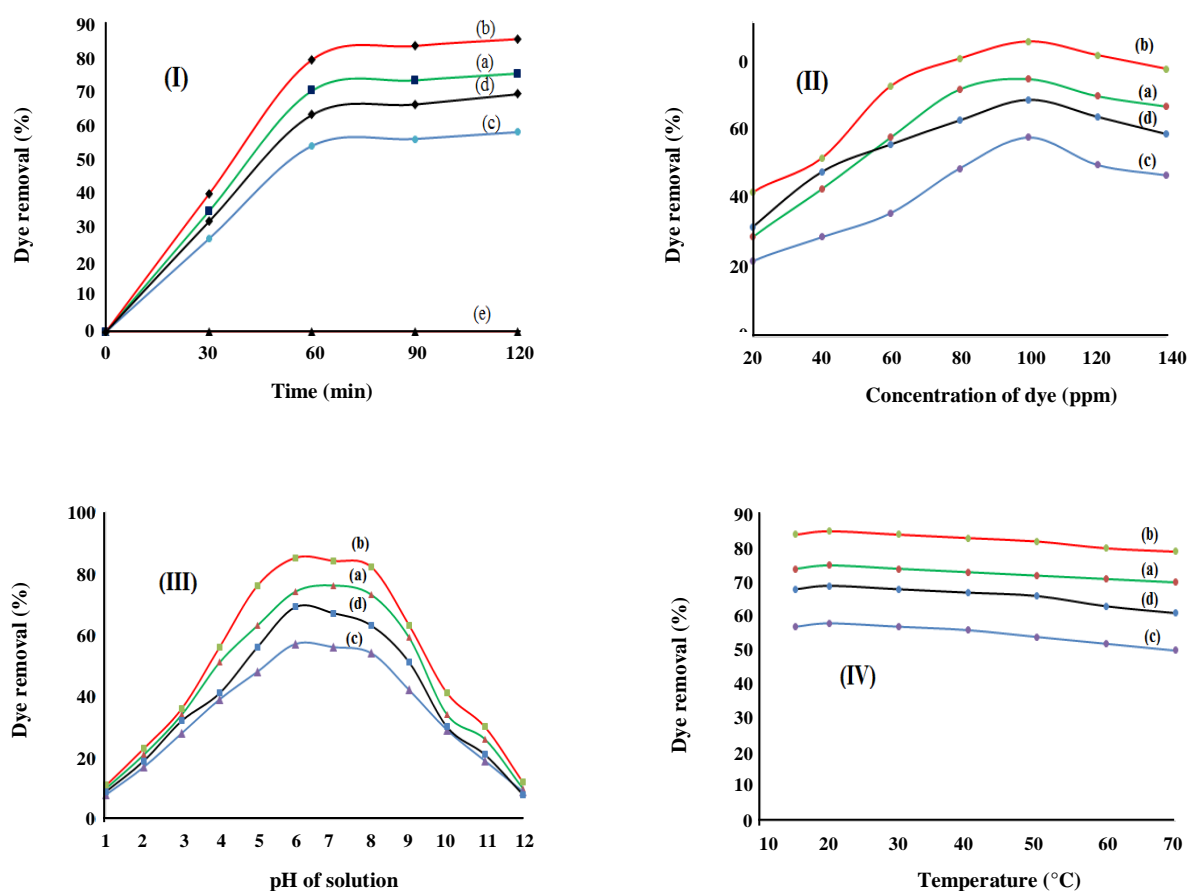 90
80
70
60
50
40
30
20
10
0
Dye removal (%)
(I)
(b)
(a)
(d)
(c)
(e)
0 30 60 90 120
Time (min)
0
60
40
20
Dye removal (%)
(II)
(b)
(a)
(d)
(c)
20 40 60 80 100 120 140
Concentration of dye (ppm)
100
80
60
40
20
0
Dye removal (%)
(III)
(b)
(a)
(d)
(c)
1 2 3 4 5 6 7 8 9 10 11 12
pH of solution
90
80
70
60
50
40
30
20
10
0
Dye removal (%)
(b)
(a)
(d)
(c)
(IV)
10 20 30 40 50 60 70
Temperature (°C)